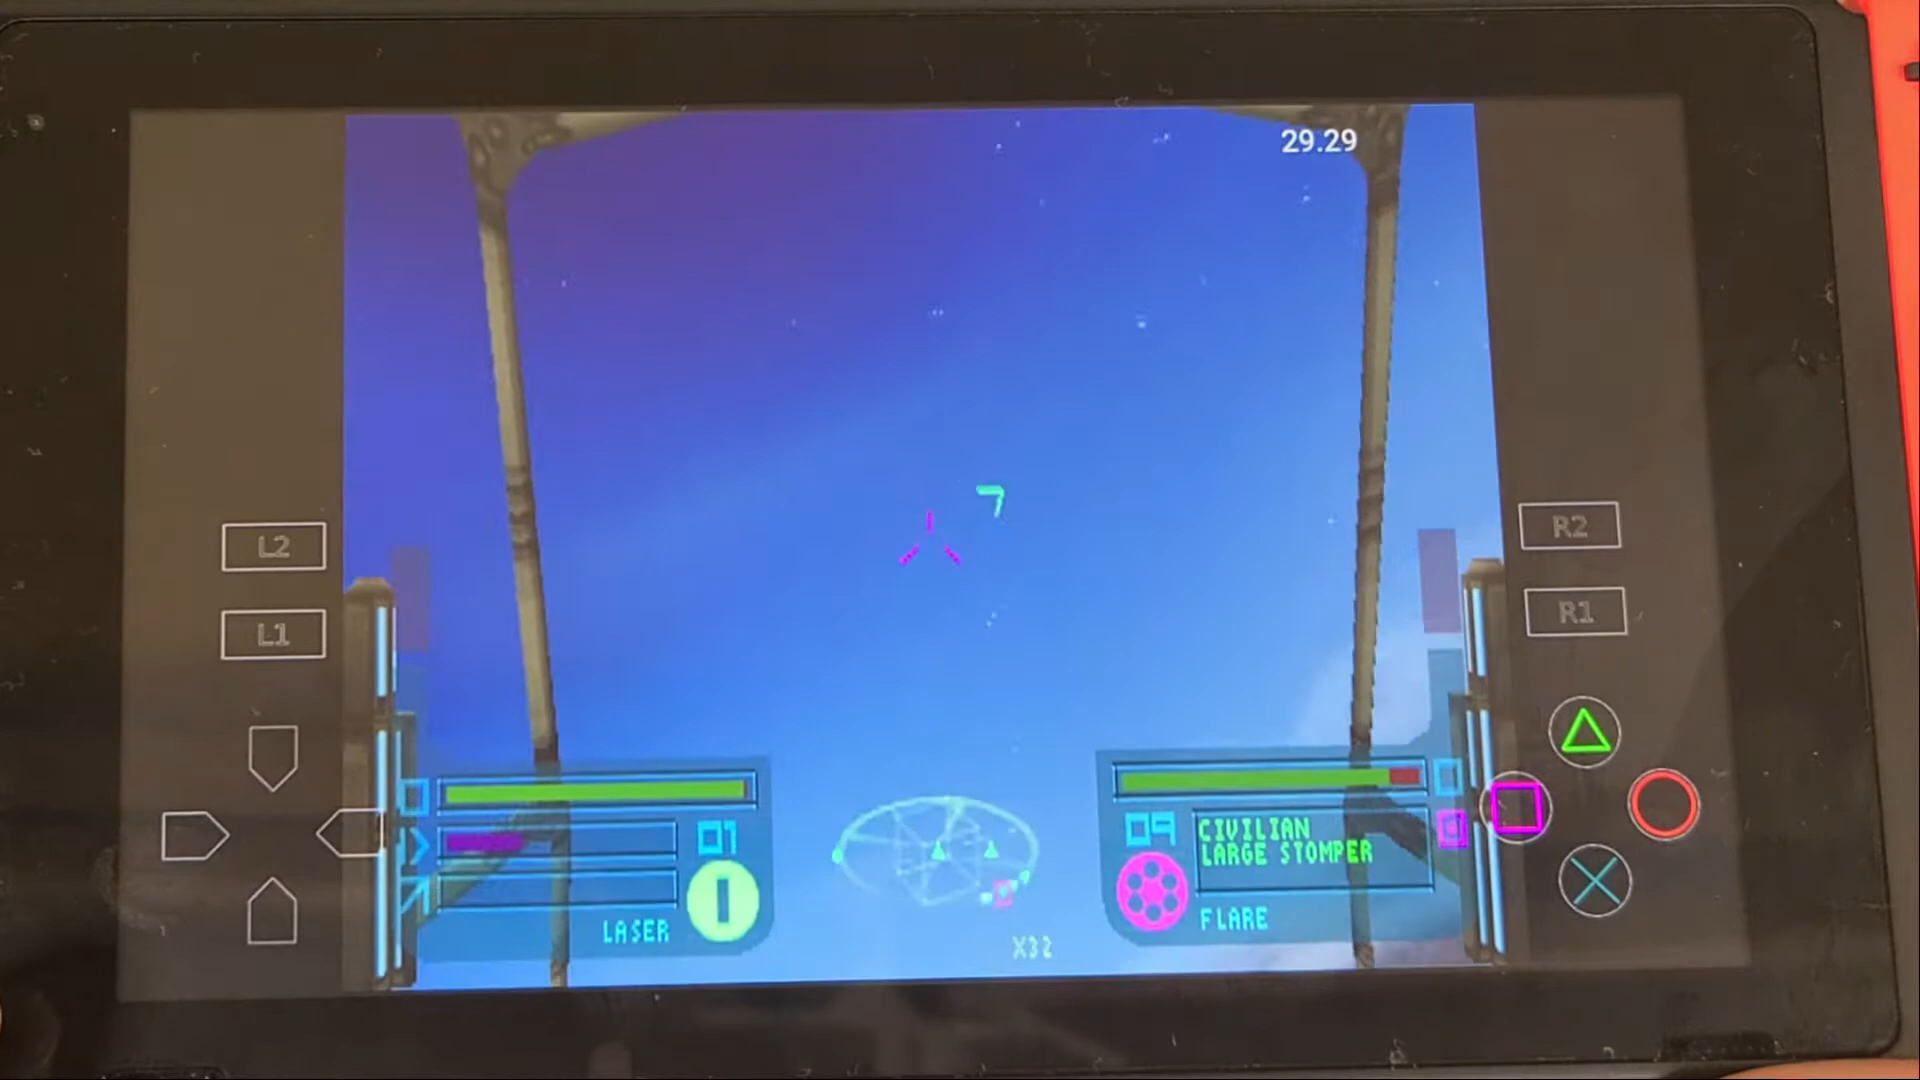 29.29
L2
R2
L1
R1
01
09
CIVILIAN
LARGE STOMPER
LASER
FLARE
X32